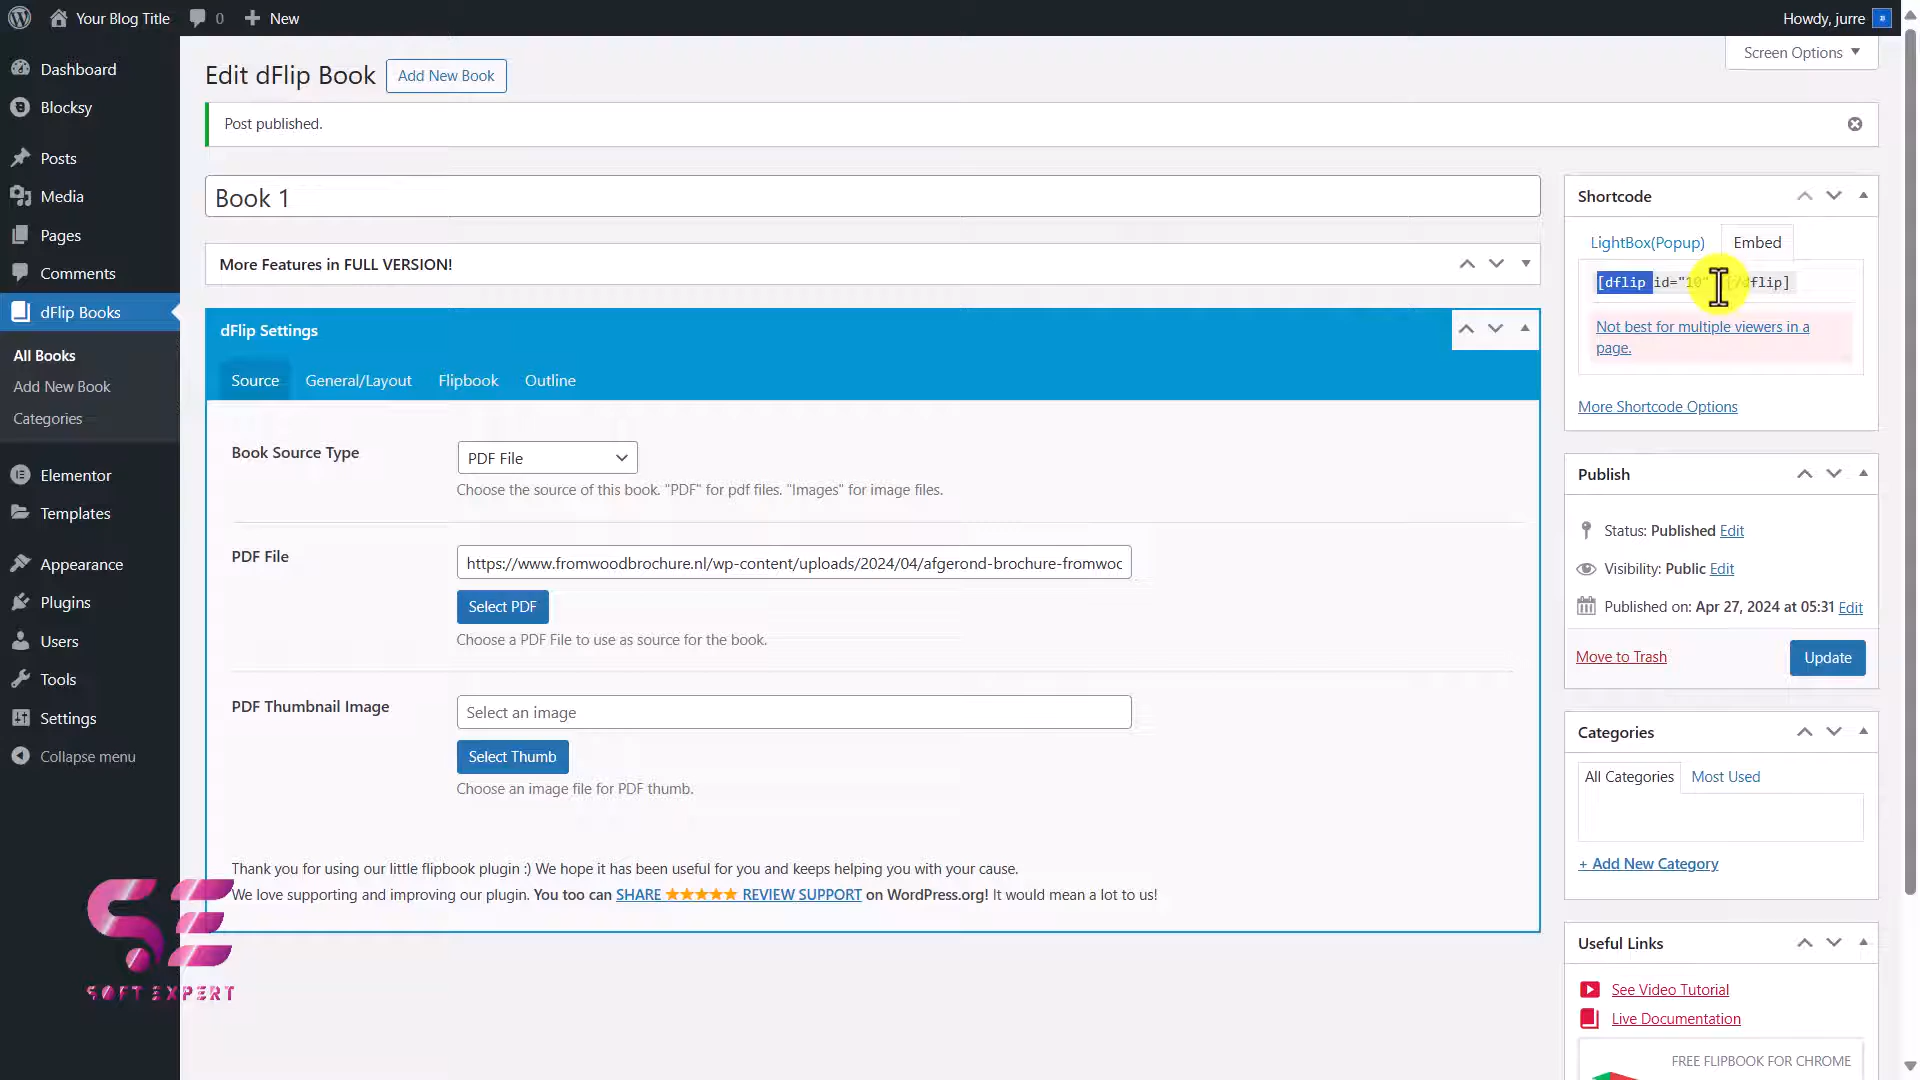 Your Blog Title
0
New
Howdy, jurre
Screen Options
Dashboard
Blocksy
Posts
Media
Pages
Comments
dFlip Books
All Books
Add New Book
Categories
Elementor
Templates
Appearance
Plugins
Users
Tools
Settings
Collapse menu
Edit dFlip Book
Add New Book
Post published.
Book 1
More Features in FULL VERSION!
dFlip Settings
Source
General/Layout
Flipbook
Outline
Book Source Type
PDF File
Choose the source of this book. "PDF" for pdf files. "Images" for image files.
PDF File
https://www.fromwoodbrochure.nl/wp-content/uploads/2024/04/afgerond-brochure-fromwoc
Select PDF
Choose a PDF File to use as source for the book.
PDF Thumbnail Image
Select an image
Select Thumb
Choose an image file for PDF thumb.
Thank you for using our little flipbook plugin :) We hope it has been useful for you and keeps helping you with your cause.
We love supporting and improving our plugin. You too can SHARE ★★★★★ REVIEW SUPPORT on WordPress.org! It would mean a lot to us!
Shortcode
LightBox(Popup)
Embed
[dflip id="10" [/dflip]
Not best for multiple viewers in a
page.
More Shortcode Options
Publish
Status: Published Edit
Visibility: Public Edit
Published on: Apr 27, 2024 at 05:31 Edit
Move to Trash
Update
Categories
All Categories
Most Used
+ Add New Category
Useful Links
See Video Tutorial
Live Documentation
FREE FLIPBOOK FOR CHROME
SE
SOFT EXPERT